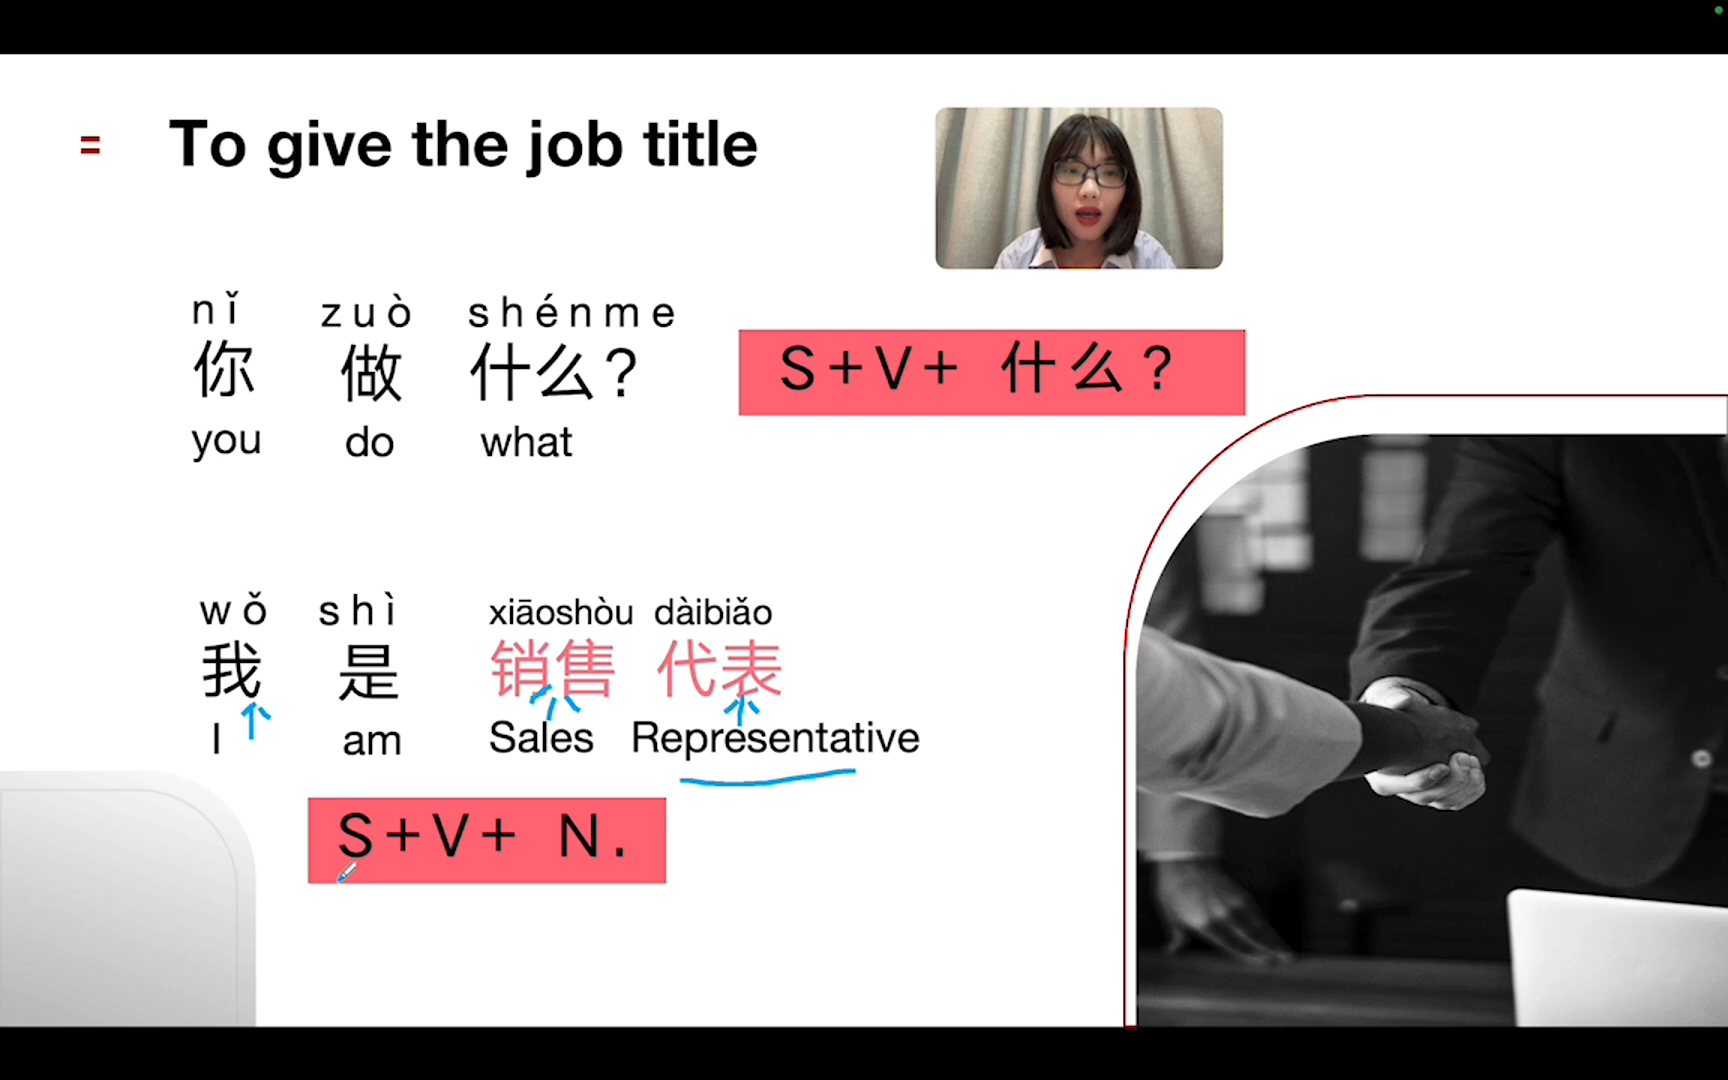 = To give the job title
nǐ zuò shénme
你 做 什么?
you do what
S+V+ 什么?
wǒ shì xiāoshòu dàibiǎo
我 是 销售 代表
I am Sales Representative
S+V+ N.